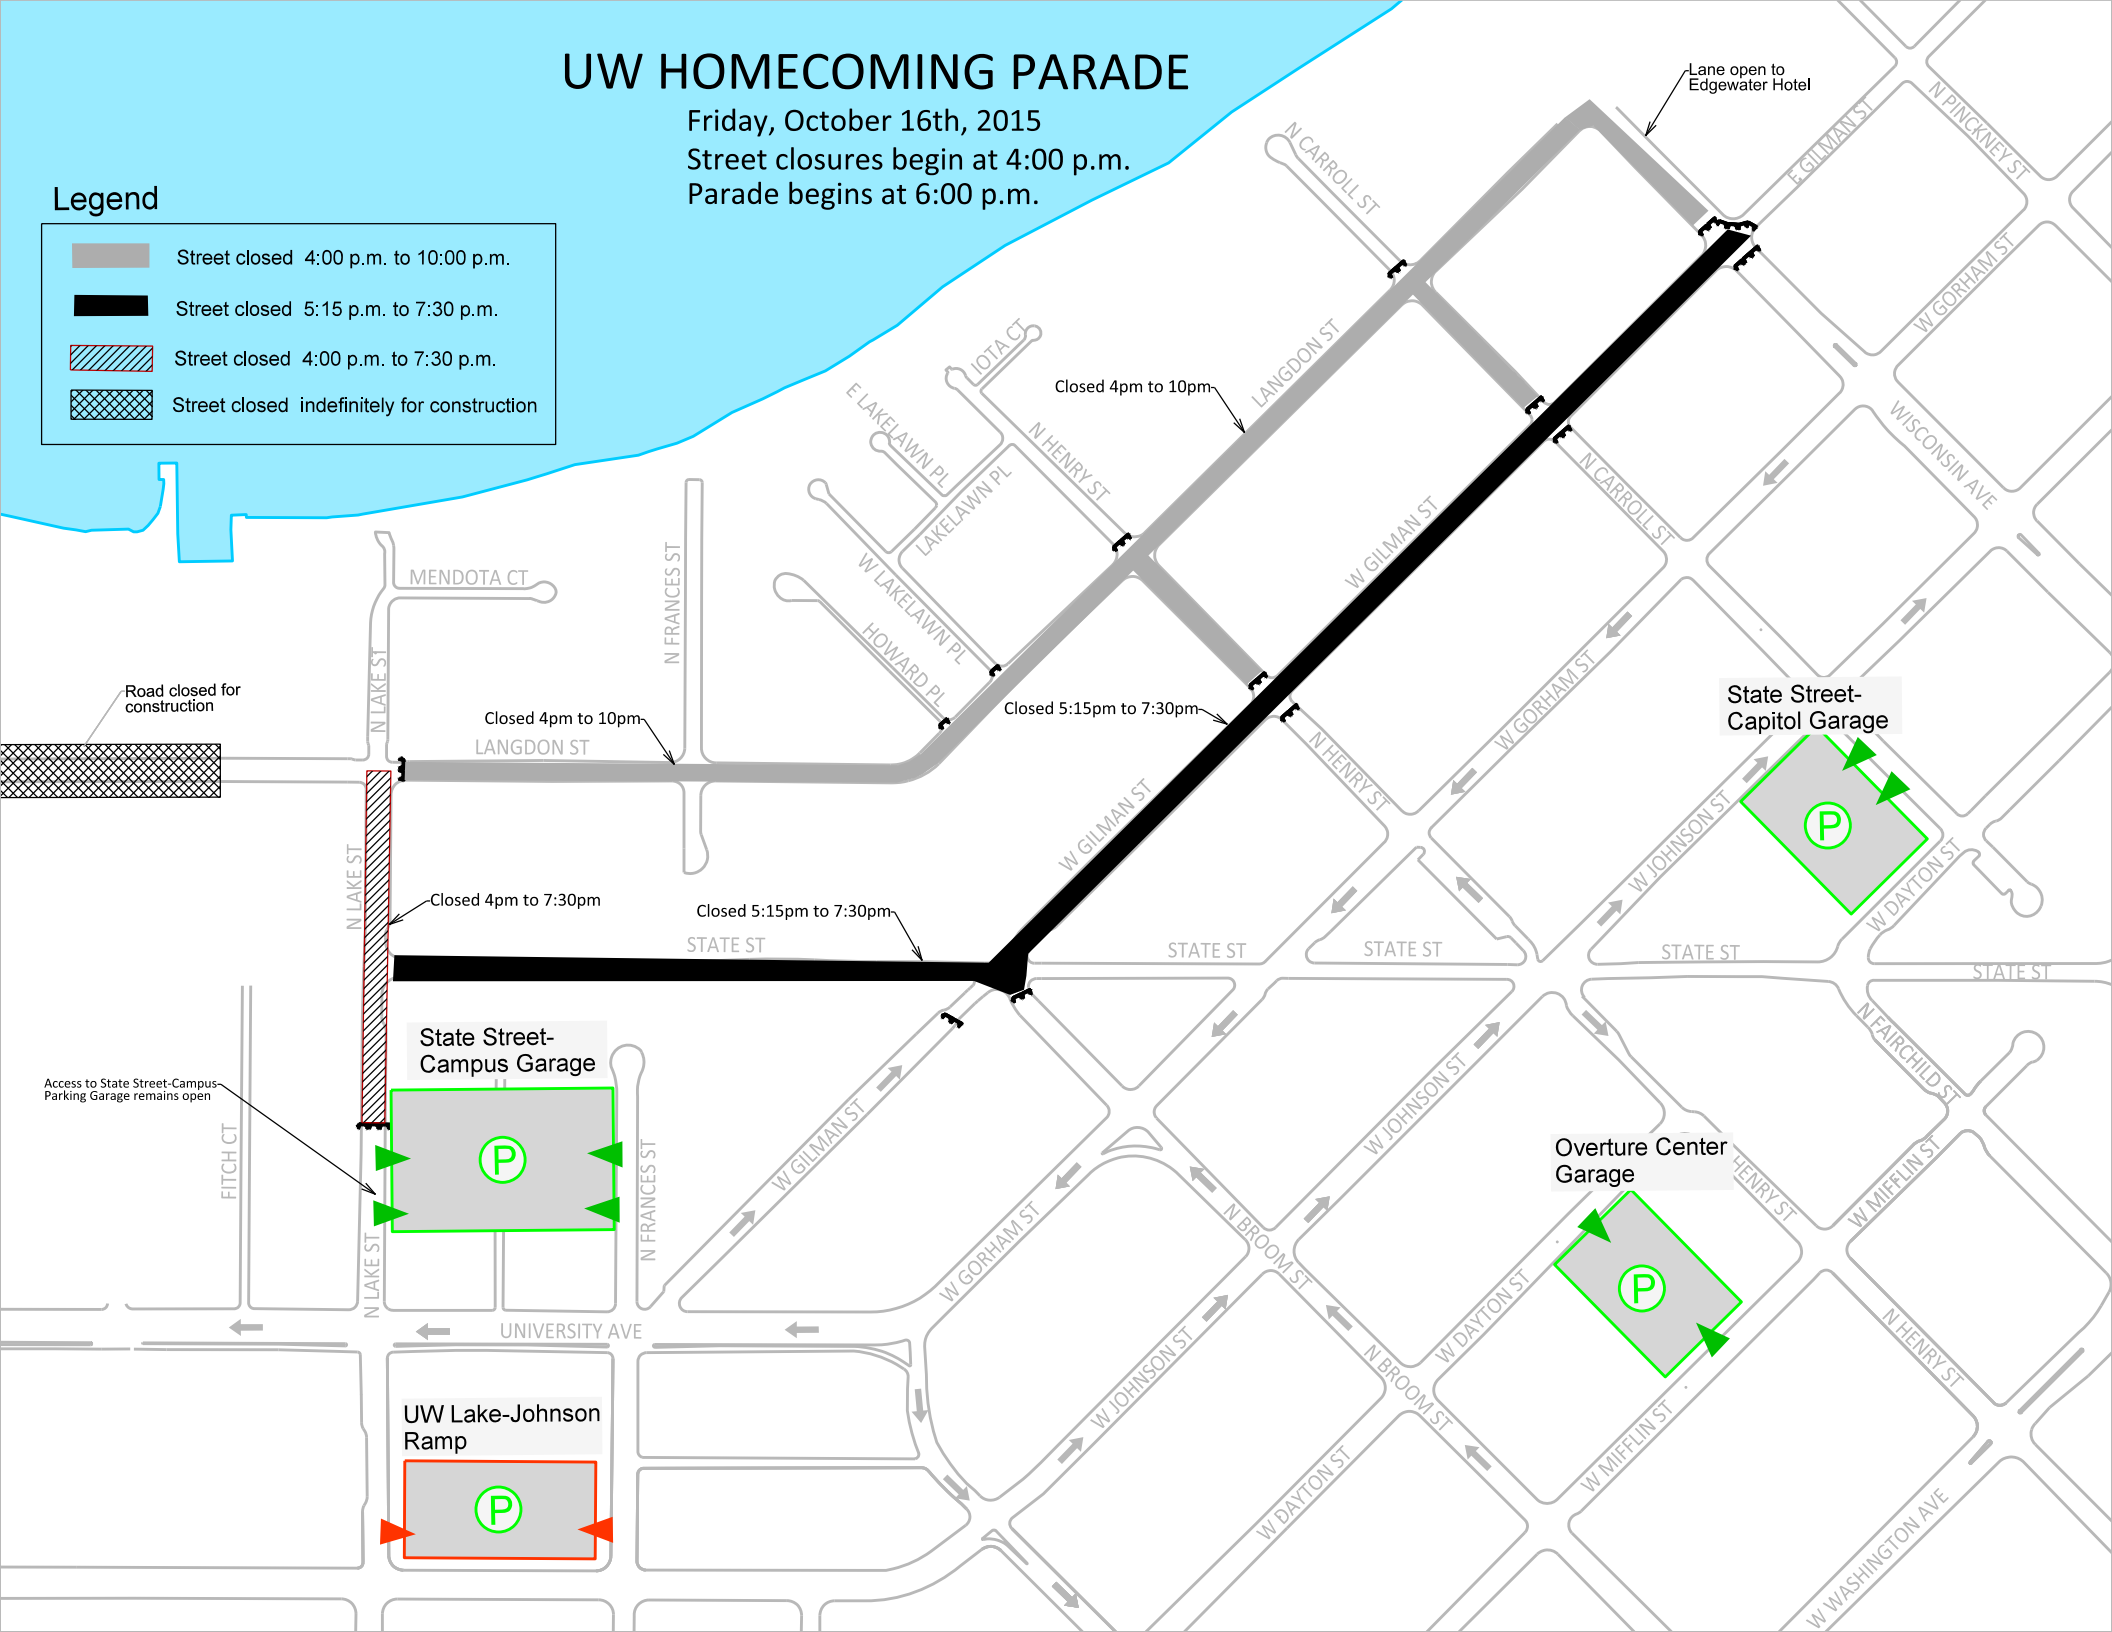 UW HOMECOMING PARADE
Friday, October 16th, 2015
Street closures begin at 4:00 p.m.
Parade begins at 6:00 p.m.
Legend
Street closed 4:00 p.m. to 10:00 p.m.
Street closed 5:15 p.m. to 7:30 p.m.
Street closed 4:00 p.m. to 7:30 p.m.
Street closed indefinitely for construction
Lane open to
Edgewater Hotel
N CARROLL ST
E GILMAN ST
N PINCKNEY ST
W GORHAM ST
IOTA CT
E LAKELAWN PL
N HENRY ST
LAKELAWN PL
LANGDON ST
Closed 4pm to 10pm
WISCONSIN AVE
N CARROLL ST
W GILMAN ST
MENDOTA CT
N FRANCES ST
W LAKELAWN PL
HOWARD PL
N LAKE ST
Road closed for
construction
Closed 4pm to 10pm
LANGDON ST
Closed 5:15pm to 7:30pm
W GORHAM ST
N HENRY ST
State Street-
Capitol Garage
P
W JOHNSON ST
W DAYTON ST
W GILMAN ST
N LAKE ST
Closed 4pm to 7:30pm
Closed 5:15pm to 7:30pm
STATE ST
STATE ST
STATE ST
STATE ST
STATE ST
N FAIRCHILD ST
State Street-
Campus Garage
P
Access to State Street-Campus
Parking Garage remains open
FITCH CT
N LAKE ST
N FRANCES ST
W GILMAN ST
W JOHNSON ST
Overture Center
Garage
P
HENRY ST
W MIFFLIN ST
W GORHAM ST
N BROOM ST
W DAYTON ST
UNIVERSITY AVE
N HENRY ST
W JOHNSON ST
N BROOM ST
W MIFFLIN ST
UW Lake-Johnson
Ramp
P
W DAYTON ST
W WASHINGTON AVE